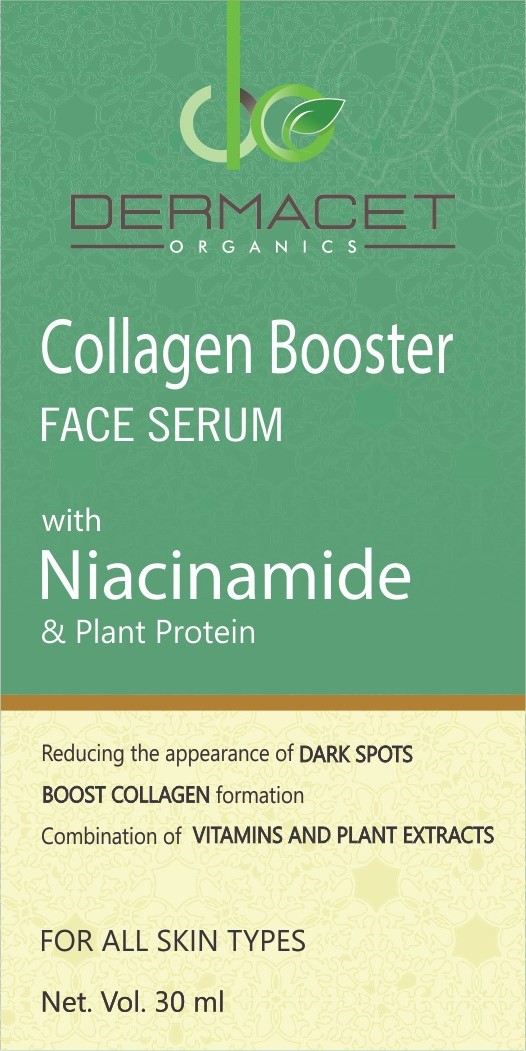 DERMACET
ORGANICS
Collagen Booster
FACE SERUM
with
Niacinamide
& Plant Protein
Reducing the appearance of DARK SPOTS
BOOST COLLAGEN formation
Combination of VITAMINS AND PLANT EXTRACTS
FOR ALL SKIN TYPES
Net. Vol. 30 ml